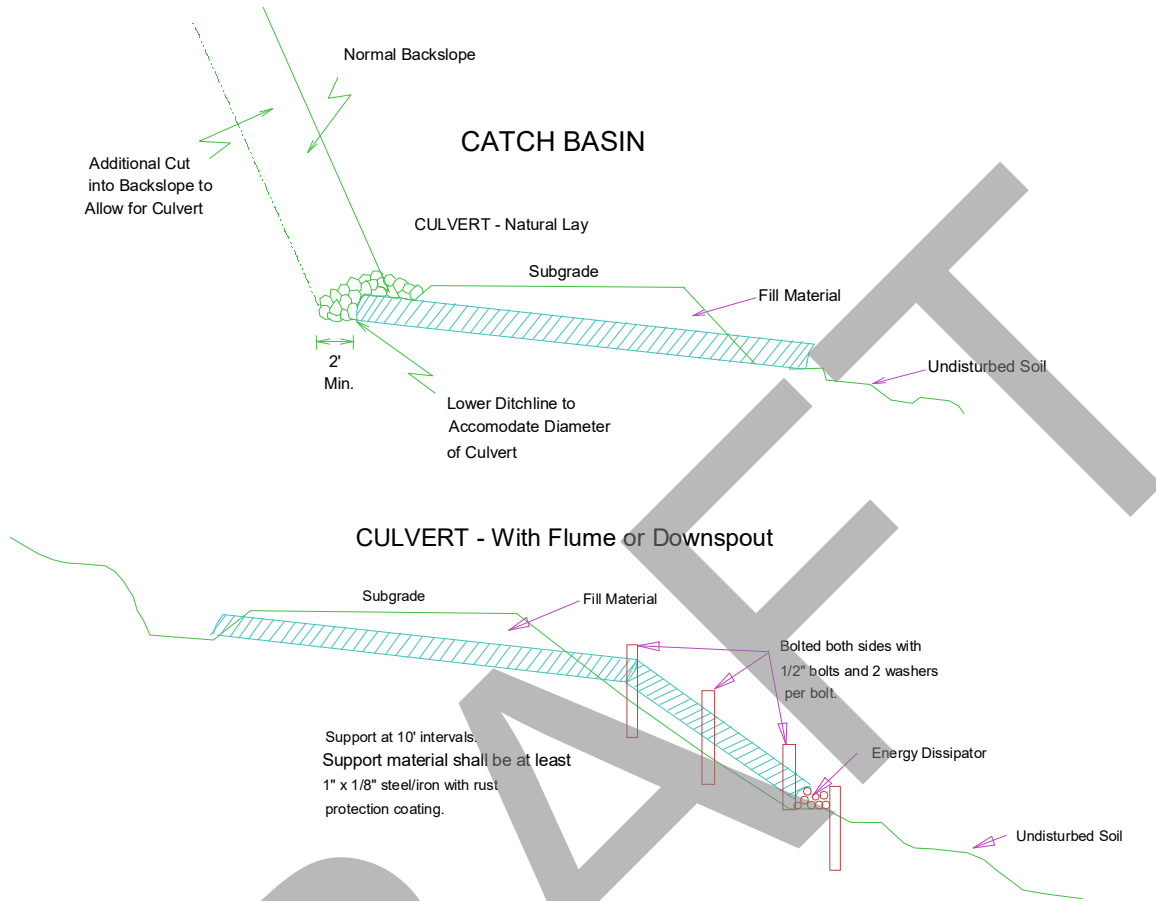 Normal Backslope
CATCH BASIN
Additional Cut
into Backslope to
Allow for Culvert
CULVERT - Natural Lay
Subgrade
Fill Material
2'
Min.
Undisturbed Soil
Lower Ditchline to
Accomodate Diameter
of Culvert
CULVERT - With Flume or Downspout
Subgrade
Fill Material
Bolted both sides with
1/2" bolts and 2 washers
per bolt.
Support at 10' intervals.
Support material shall be at least
1" x 1/8" steel/iron with rust
protection coating.
Energy Dissipator
Undisturbed Soil